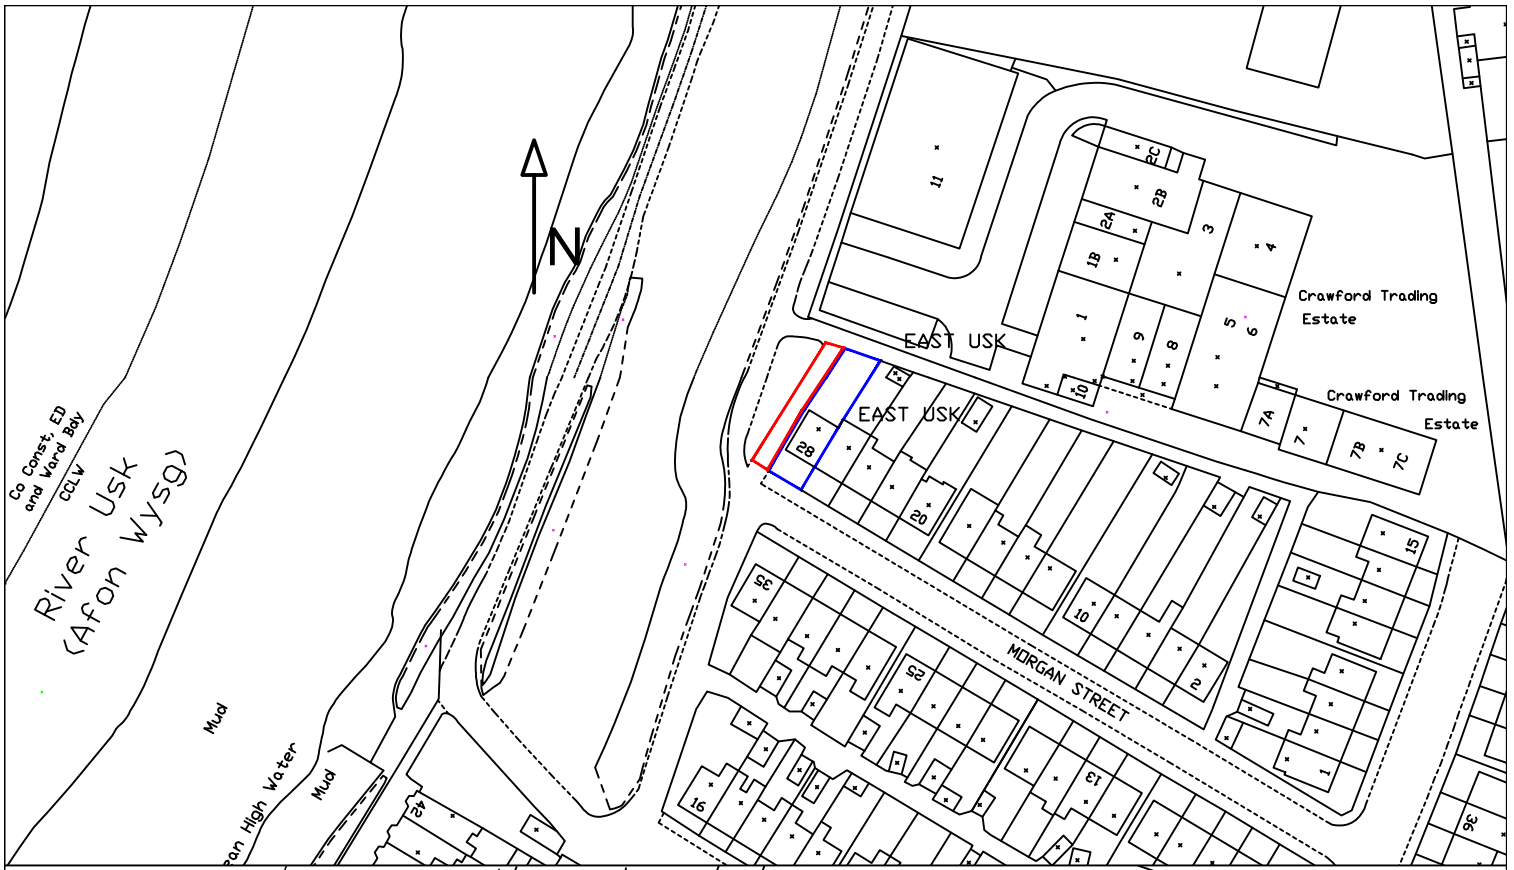 N
11
2C
2B
2A
1B
3
4
1
9
8
5
6
10
Crawford Trading
Estate
EAST USK
EAST USK
Crawford Trading
Estate
7A
7
7B
7C
28
20
15
10
2
1
Co Const, ED
and Ward Bdy
CCLW
River Usk
(Afon Wysg)
35
25
MORGAN STREET
13
16
42
36
Mud
Mud
ean High Water